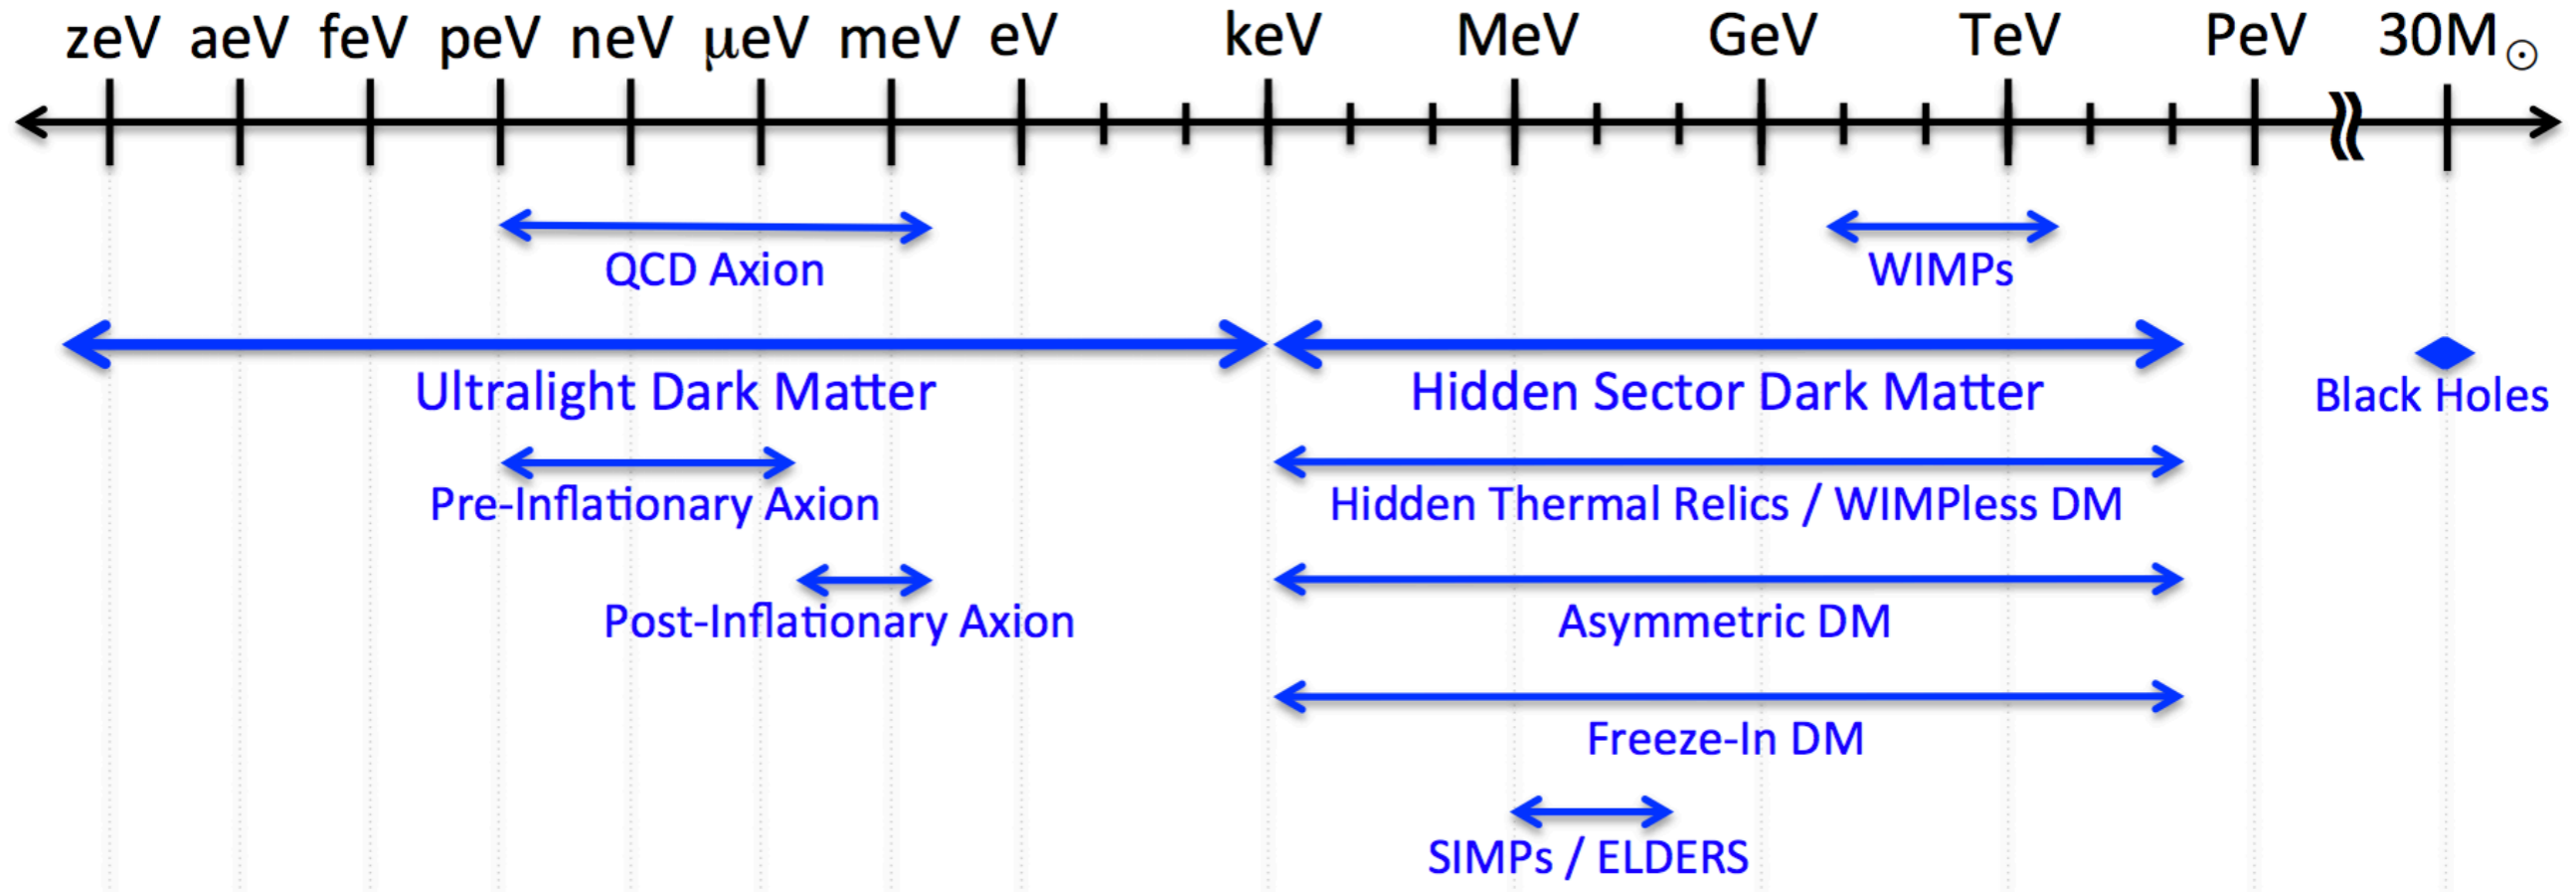 zeV aeV feV peV neV μeV meV eV keV MeV GeV TeV PeV 30M☉
QCD Axion WIMPs
Ultralight Dark Matter Hidden Sector Dark Matter Black Holes
Pre-Inflationary Axion Hidden Thermal Relics / WIMPless DM
Post-Inflationary Axion Asymmetric DM
Freeze-In DM
SIMPs / ELDERS